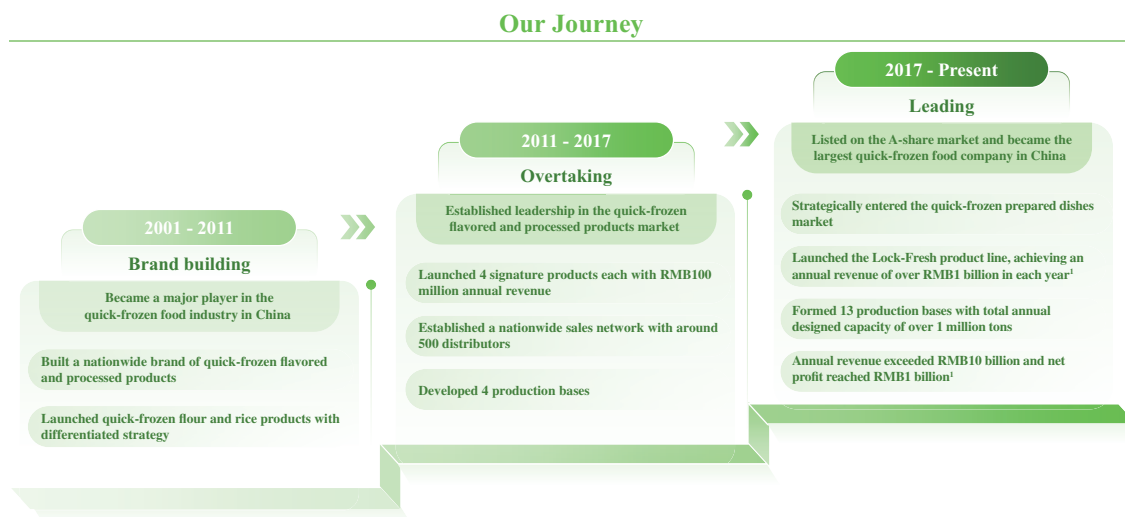 Our Journey
2001 - 2011
Brand building
Became a major player in the
quick-frozen food industry in China
Built a nationwide brand of quick-frozen flavored
and processed products
Launched quick-frozen flour and rice products with
differentiated strategy
2011 - 2017
Overtaking
Established leadership in the quick-frozen
flavored and processed products market
Launched 4 signature products each with RMB100
million annual revenue
Established a nationwide sales network with around
500 distributors
Developed 4 production bases
2017 - Present
Leading
Listed on the A-share market and became the
largest quick-frozen food company in China
Strategically entered the quick-frozen prepared dishes
market
Launched the Lock-Fresh product line, achieving an
annual revenue of over RMB1 billion in each year¹
Formed 13 production bases with total annual
designed capacity of over 1 million tons
Annual revenue exceeded RMB10 billion and net
profit reached RMB1 billion¹